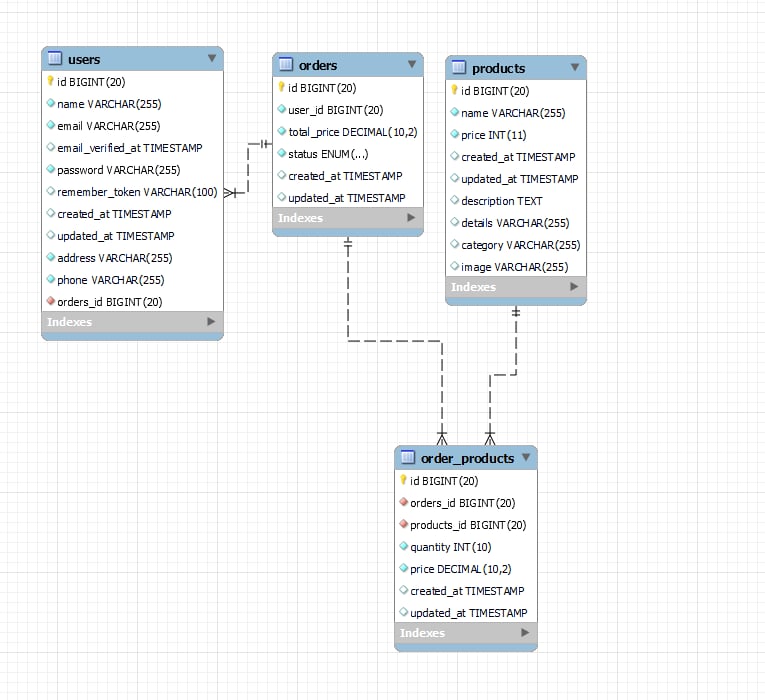 users
id BIGINT(20)
name VARCHAR(255)
email VARCHAR(255)
email_verified_at TIMESTAMP
password VARCHAR(255)
remember_token VARCHAR(100)
created_at TIMESTAMP
updated_at TIMESTAMP
address VARCHAR(255)
phone VARCHAR(255)
orders_id BIGINT(20)
Indexes
orders
id BIGINT(20)
user_id BIGINT(20)
total_price DECIMAL(10,2)
status ENUM(...)
created_at TIMESTAMP
updated_at TIMESTAMP
Indexes
products
id BIGINT(20)
name VARCHAR(255)
price INT(11)
created_at TIMESTAMP
updated_at TIMESTAMP
description TEXT
details VARCHAR(255)
category VARCHAR(255)
image VARCHAR(255)
Indexes
order_products
id BIGINT(20)
orders_id BIGINT(20)
products_id BIGINT(20)
quantity INT(10)
price DECIMAL(10,2)
created_at TIMESTAMP
updated_at TIMESTAMP
Indexes